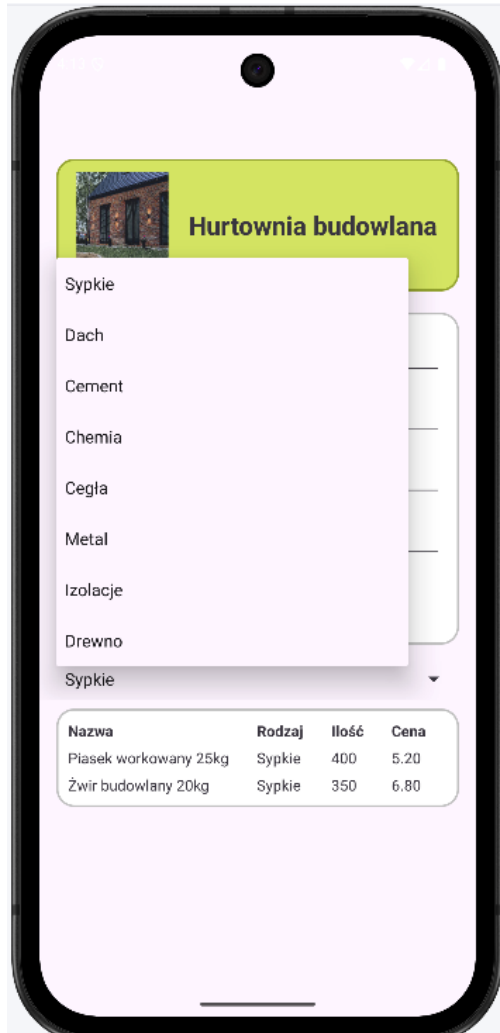 Hurtownia budowlana
Sypkie
Dach
Cement
Chemia
Cegła
Metal
Izolacje
Drewno
Sypkie
Nazwa Rodzaj Ilość Cena
Piasek workowany 25kg Sypkie 400 5.20
Żwir budowlany 20kg Sypkie 350 6.80